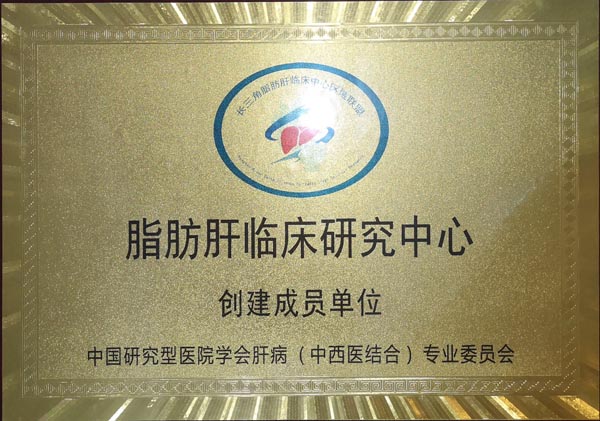 长三角脂肪肝临床中心医院联盟
脂肪肝临床研究中心
创建成员单位
中国研究型医院学会肝病（中西医结合）专业委员会